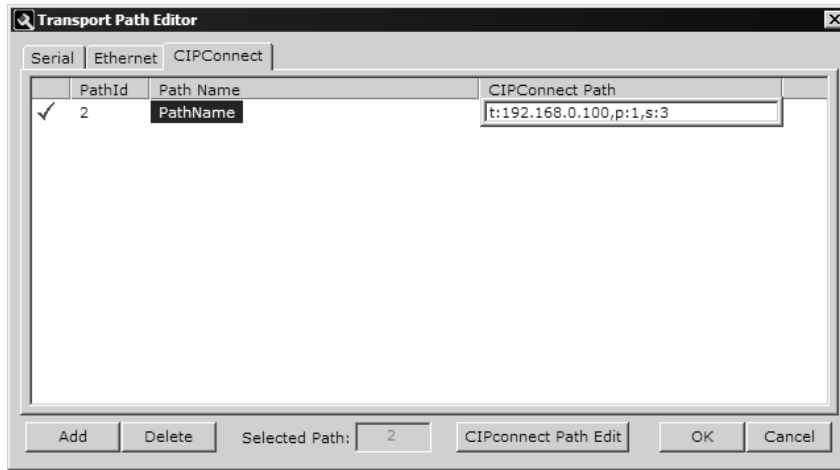 Transport Path Editor
Serial Ethernet CIPConnect
PathId Path Name CIPConnect Path
2 PathName t:192.168.0.100,p:1,s:3
Add Delete Selected Path: 2 CIPconnect Path Edit OK Cancel